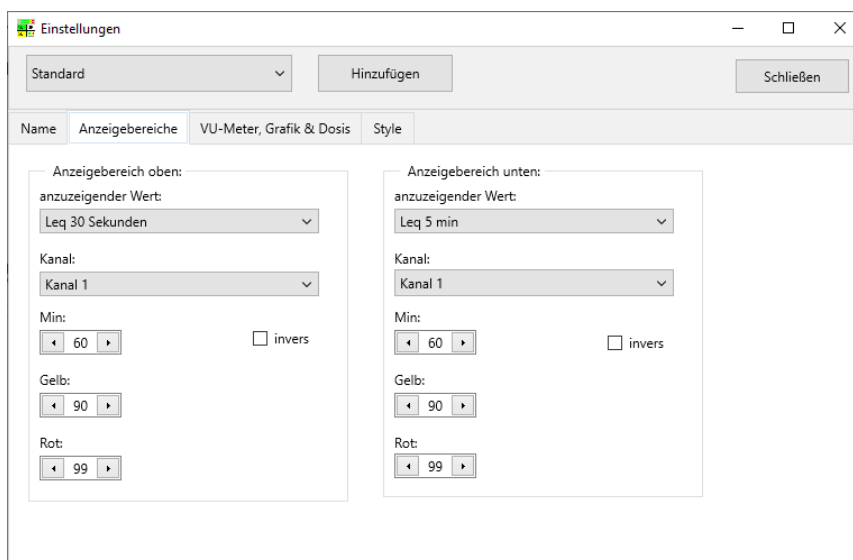 Einstellungen
Standard
Hinzufügen
Schließen
Name
Anzeigebereiche
VU-Meter, Grafik & Dosis
Style
Anzeigebereich oben:
anzuzeigender Wert:
Leq 30 Sekunden
Kanal:
Kanal 1
Min:
60
invers
Gelb:
90
Rot:
99
Anzeigebereich unten:
anzuzeigender Wert:
Leq 5 min
Kanal:
Kanal 1
Min:
60
invers
Gelb:
90
Rot:
99